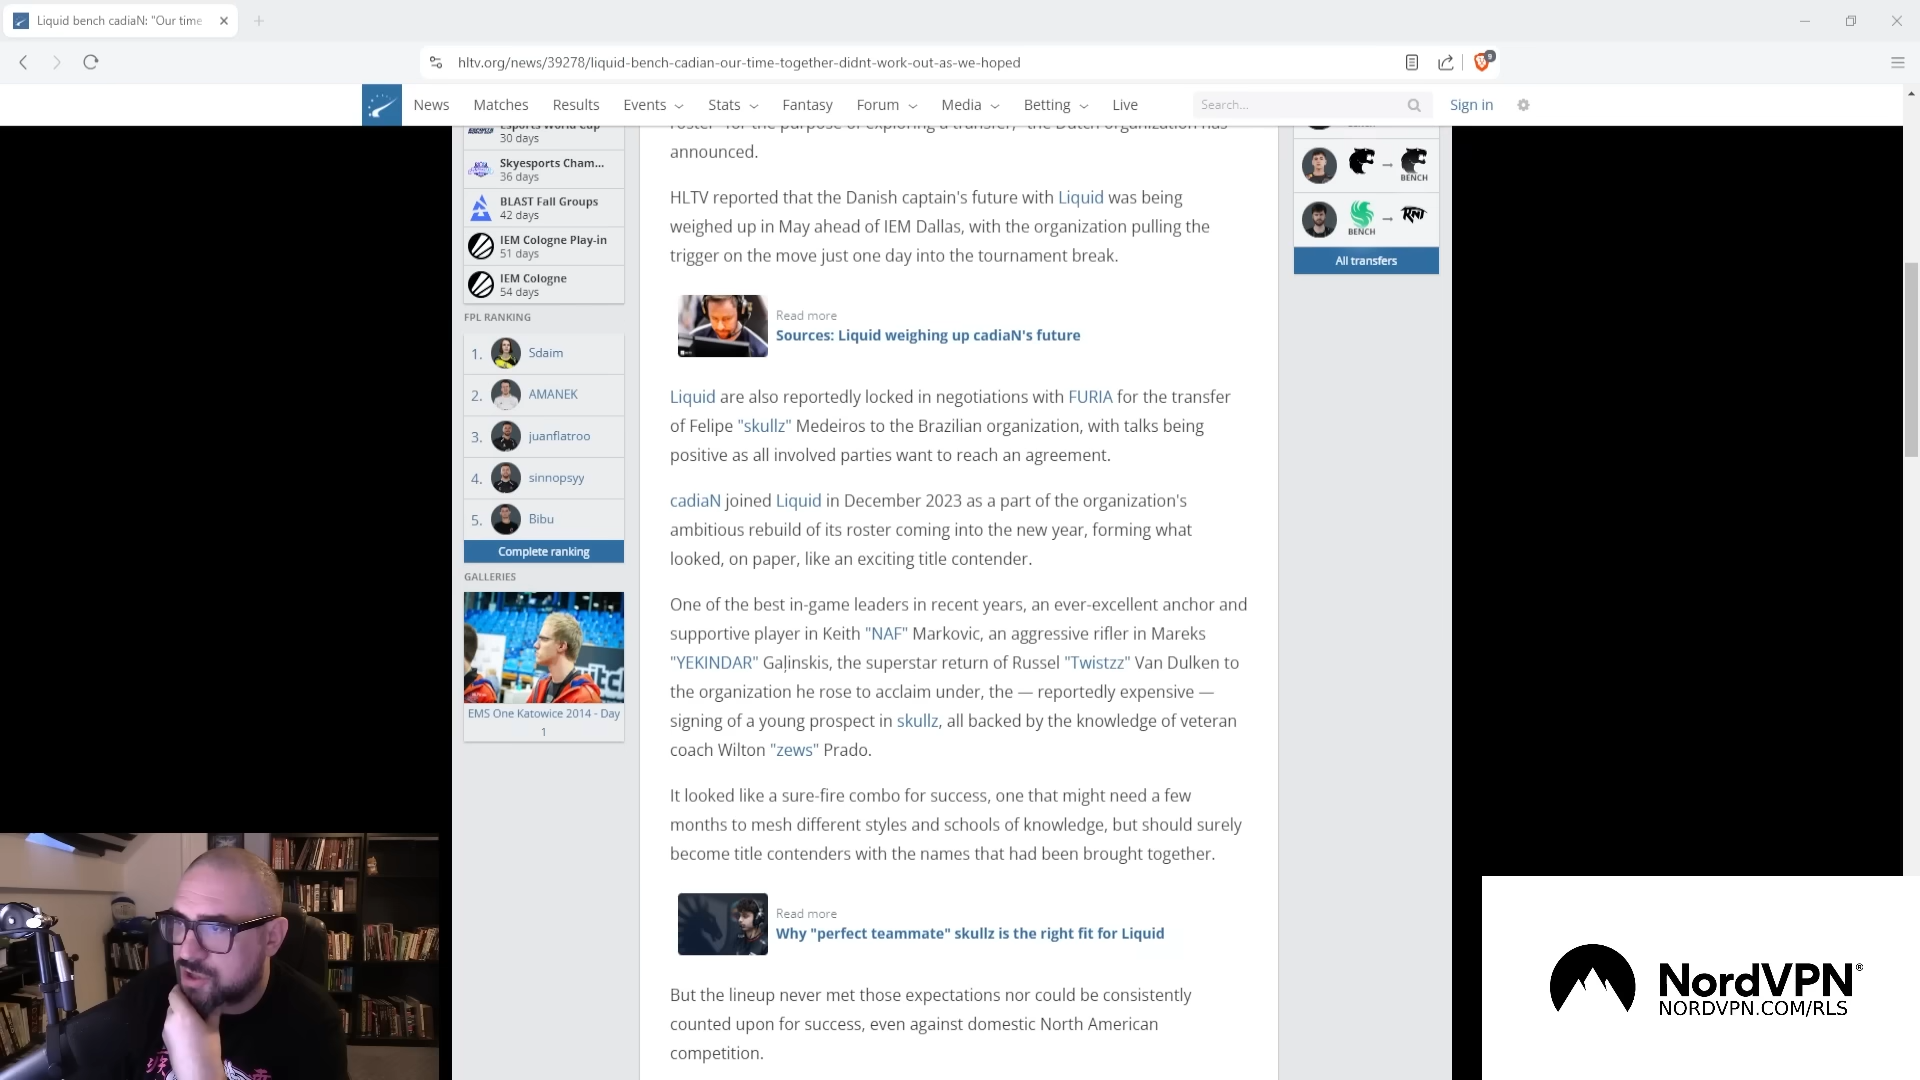 Liquid bench cadiaN: "Our time
hltv.org/news/39278/liquid-bench-cadian-our-time-together-didnt-work-out-as-we-hoped
9
News Matches Results Events Stats Fantasy Forum Media Betting Live Search... Sign in
Esports World Cup
30 days
Skyesports Cham...
36 days
BLAST Fall Groups
42 days
IEM Cologne Play-in
51 days
IEM Cologne
54 days
FPL RANKING
1. Sdaim
2. AMANEK
3. juanflatroo
4. sinnopsyy
5. Bibu
Complete ranking
GALLERIES
EMS One Katowice 2014 - Day
1
roster "for the purpose of exploring a transfer," the Dutch organization has
announced.
HLTV reported that the Danish captain's future with Liquid was being
weighed up in May ahead of IEM Dallas, with the organization pulling the
trigger on the move just one day into the tournament break.
Read more
Sources: Liquid weighing up cadiaN's future
Liquid are also reportedly locked in negotiations with FURIA for the transfer
of Felipe "skullz" Medeiros to the Brazilian organization, with talks being
positive as all involved parties want to reach an agreement.
cadiaN joined Liquid in December 2023 as a part of the organization's
ambitious rebuild of its roster coming into the new year, forming what
looked, on paper, like an exciting title contender.
One of the best in-game leaders in recent years, an ever-excellent anchor and
supportive player in Keith "NAF" Markovic, an aggressive rifler in Mareks
"YEKINDAR" Gaļinskis, the superstar return of Russel "Twistzz" Van Dulken to
the organization he rose to acclaim under, the — reportedly expensive —
signing of a young prospect in skullz, all backed by the knowledge of veteran
coach Wilton "zews" Prado.
It looked like a sure-fire combo for success, one that might need a few
months to mesh different styles and schools of knowledge, but should surely
become title contenders with the names that had been brought together.
Read more
Why "perfect teammate" skullz is the right fit for Liquid
But the lineup never met those expectations nor could be consistently
counted upon for success, even against domestic North American
competition.
BENCH
BENCH
All transfers
NordVPN®
NORDVPN.COM/RLS